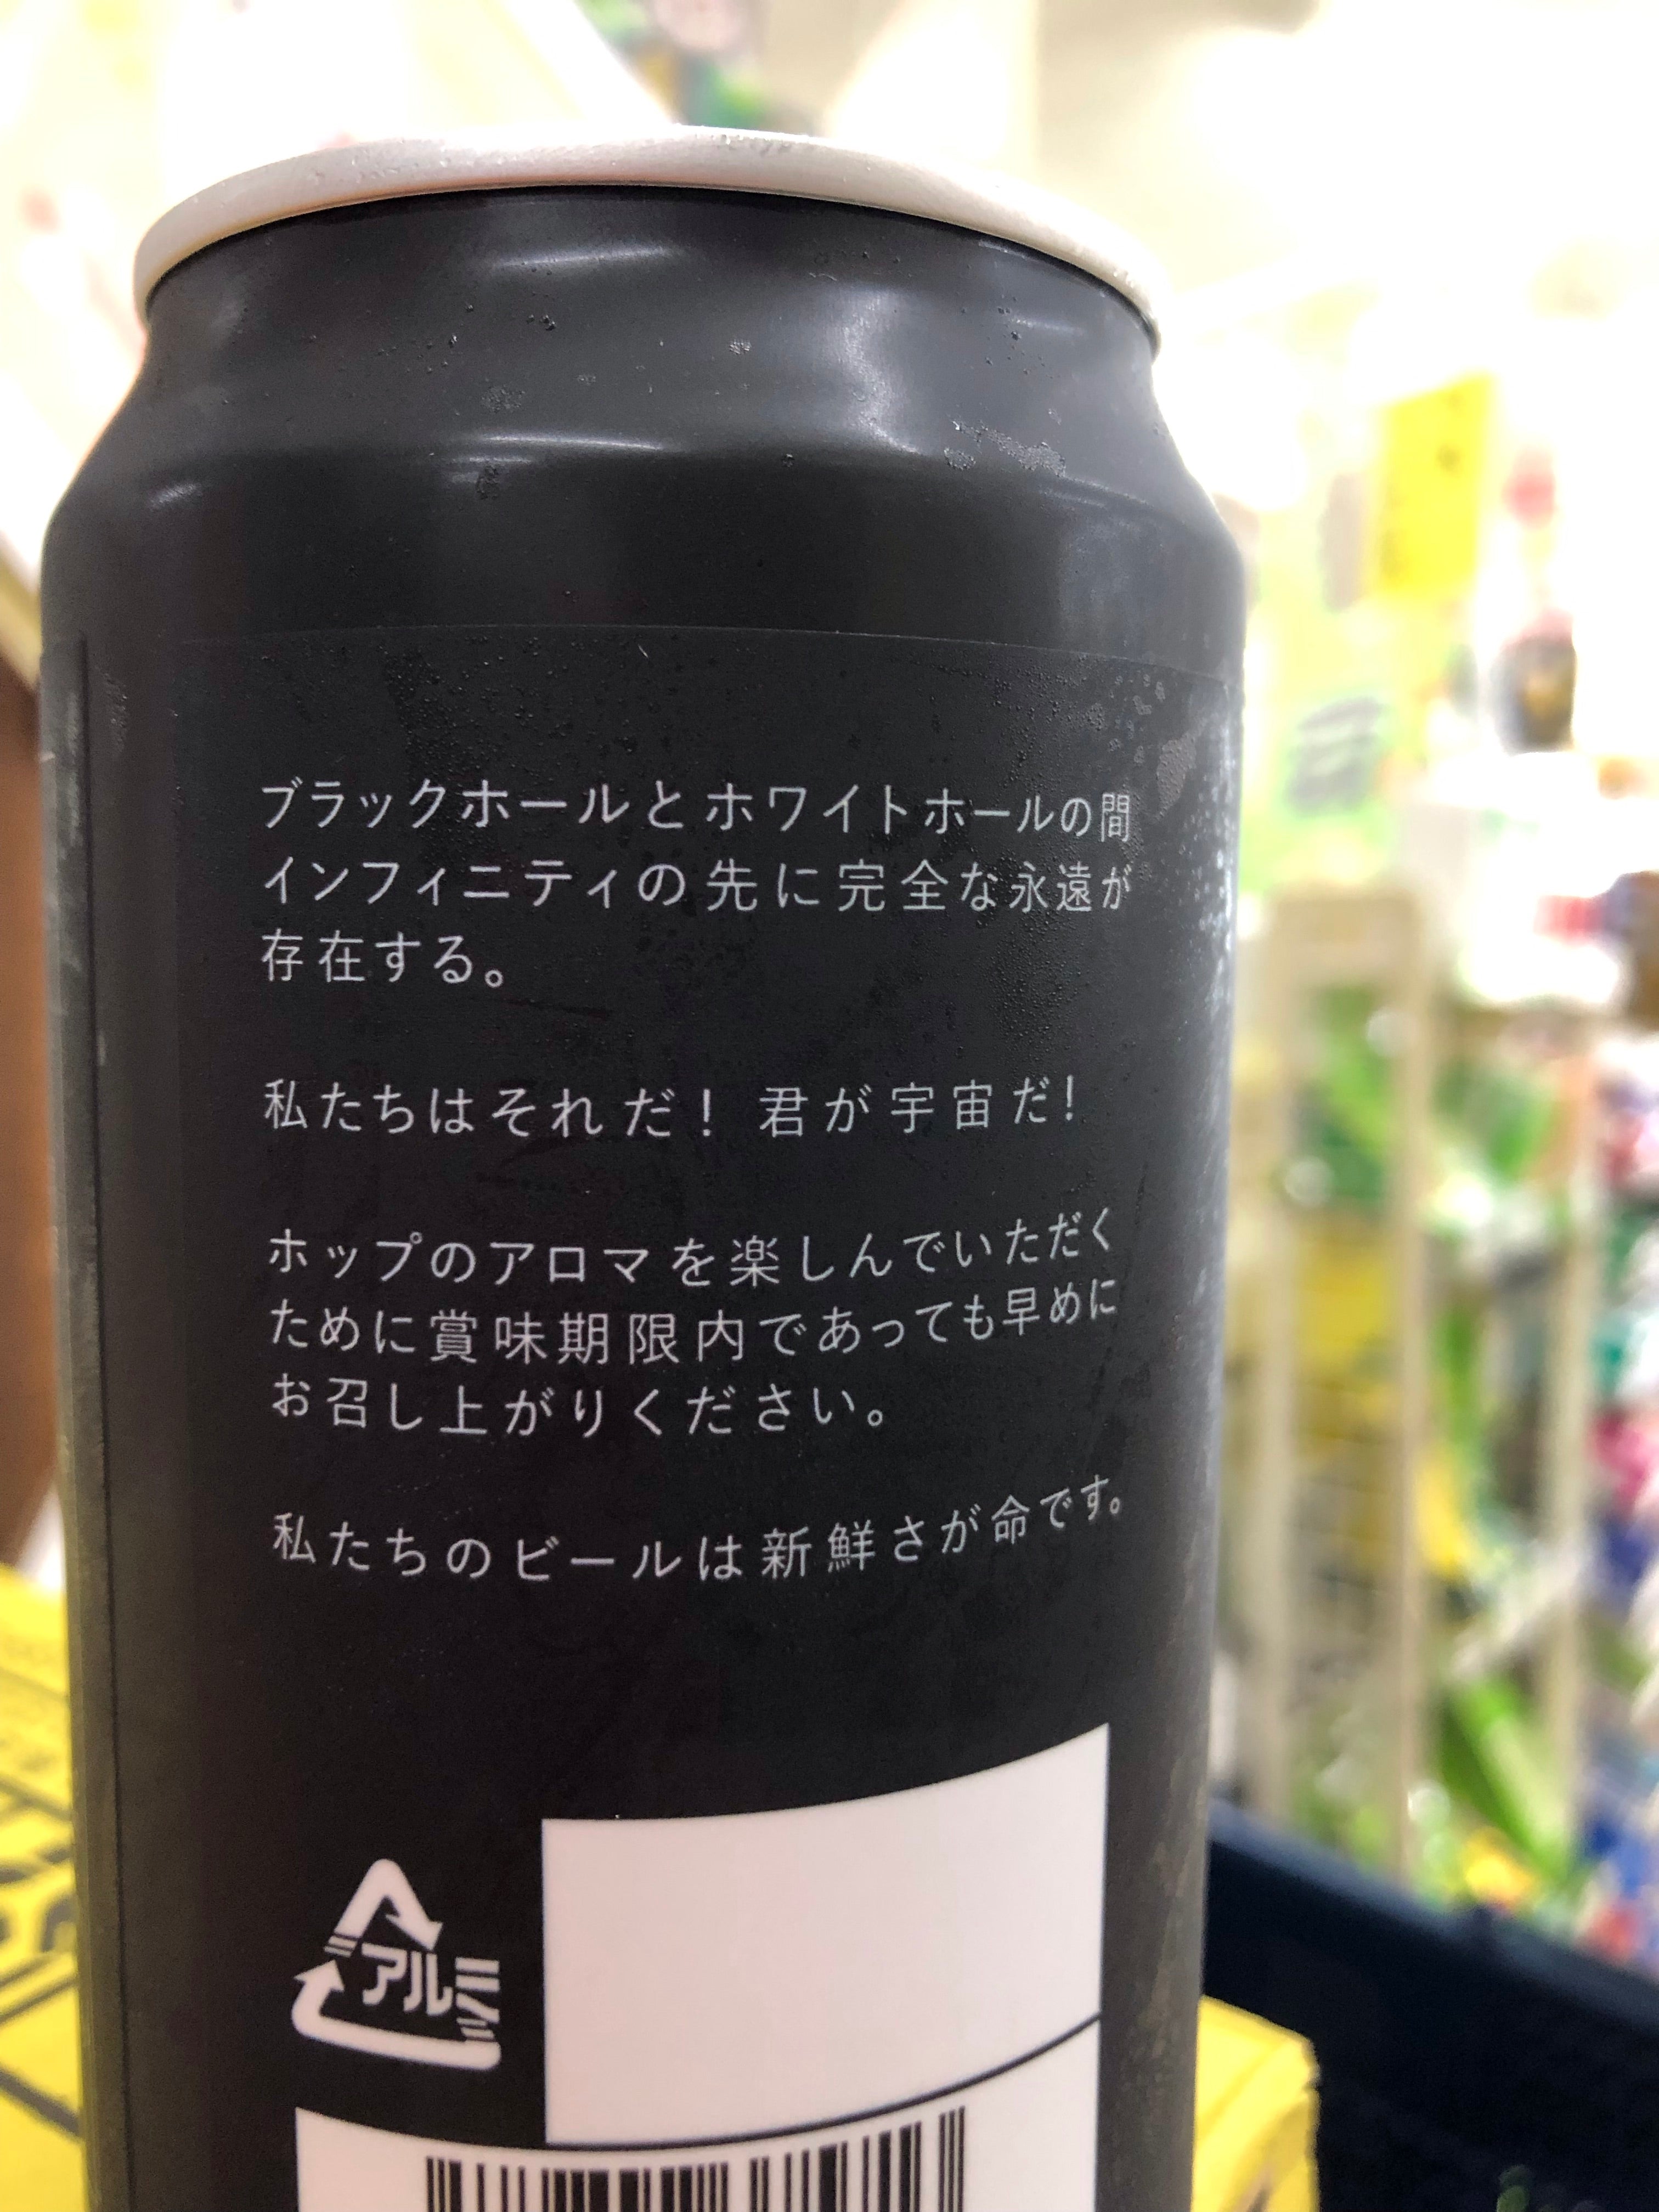 ブラックホールとホワイトホールの間
インフィニティの先に完全な永遠が
存在する。
私たちはそれだ！ 君が宇宙だ！
ホップのアロマを楽しんでいただく
ために賞味期限内であっても早めに
お召し上がりください。
私たちのビールは新鮮さが命です。
アルミ